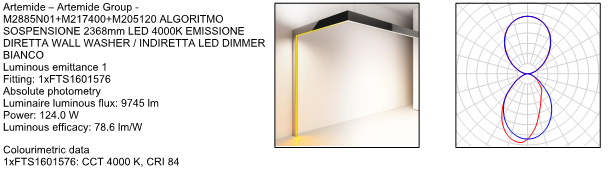 Artemide – Artemide Group -
M2885N01+M217400+M205120 ALGORITMO
SOSPENSIONE 2368mm LED 4000K EMISSIONE
DIRETTA WALL WASHER / INDIRETTA LED DIMMER
BIANCO
Luminous emittance 1
Fitting: 1xFTS1601576
Absolute photometry
Luminaire luminous flux: 9745 lm
Power: 124.0 W
Luminous efficacy: 78.6 lm/W
Colourimetric data
1xFTS1601576: CCT 4000 K, CRI 84